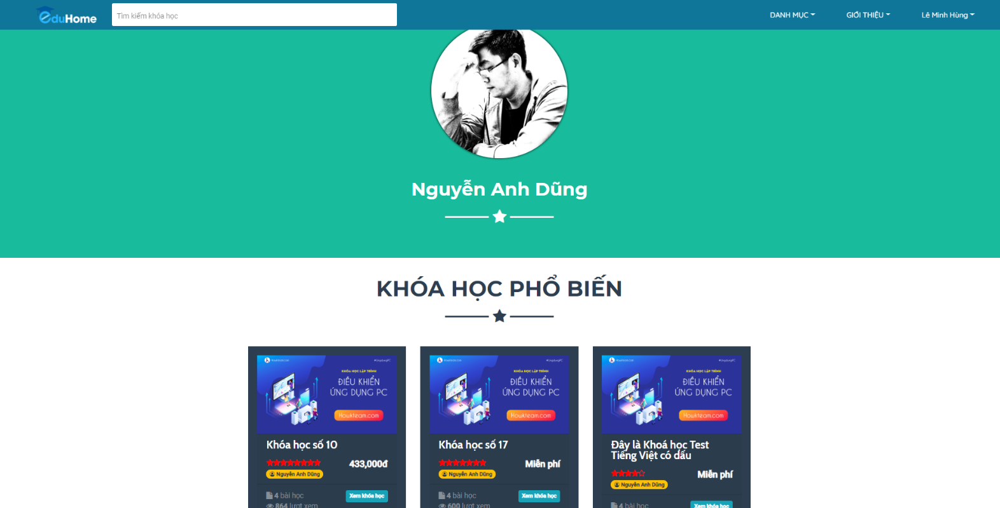 eduHome
Tìm kiếm khóa học
DANH MỤC
GIỚI THIỆU
Lê Minh Hùng
Nguyễn Anh Dũng
KHÓA HỌC PHỔ BIẾN
Howkteam.com
#UngdungPC
KHÓA HỌC LẬP TRÌNH
ĐIỀU KHIỂN
ỨNG DỤNG PC
Howkteam.com
Khóa học số 10
433,000đ
Nguyễn Anh Dũng
4 bài học
Xem khóa học
864 lượt xem
Howkteam.com
#UngdungPC
KHÓA HỌC LẬP TRÌNH
ĐIỀU KHIỂN
ỨNG DỤNG PC
Howkteam.com
Khóa học số 17
Miễn phí
Nguyễn Anh Dũng
4 bài học
Xem khóa học
600 lượt xem
Howkteam.com
#UngdungPC
KHÓA HỌC LẬP TRÌNH
ĐIỀU KHIỂN
ỨNG DỤNG PC
Howkteam.com
Đây là Khoá học Test
Tiếng Việt có dấu
Miễn phí
Nguyễn Anh Dũng
4 bài học
Xem khóa học